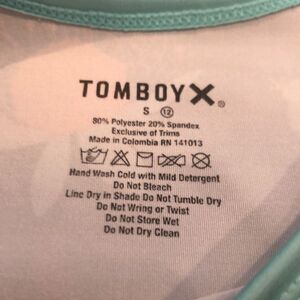 TOMBOYX®
S 12
80% Polyester 20% Spandex
Exclusive of Trims
Made in Colombia RN 141013
Hand Wash Cold with Mild Detergent
Do Not Bleach
Line Dry in Shade Do Not Tumble Dry
Do Not Wring or Twist
Do Not Store Wet
Do Not Dry Clean